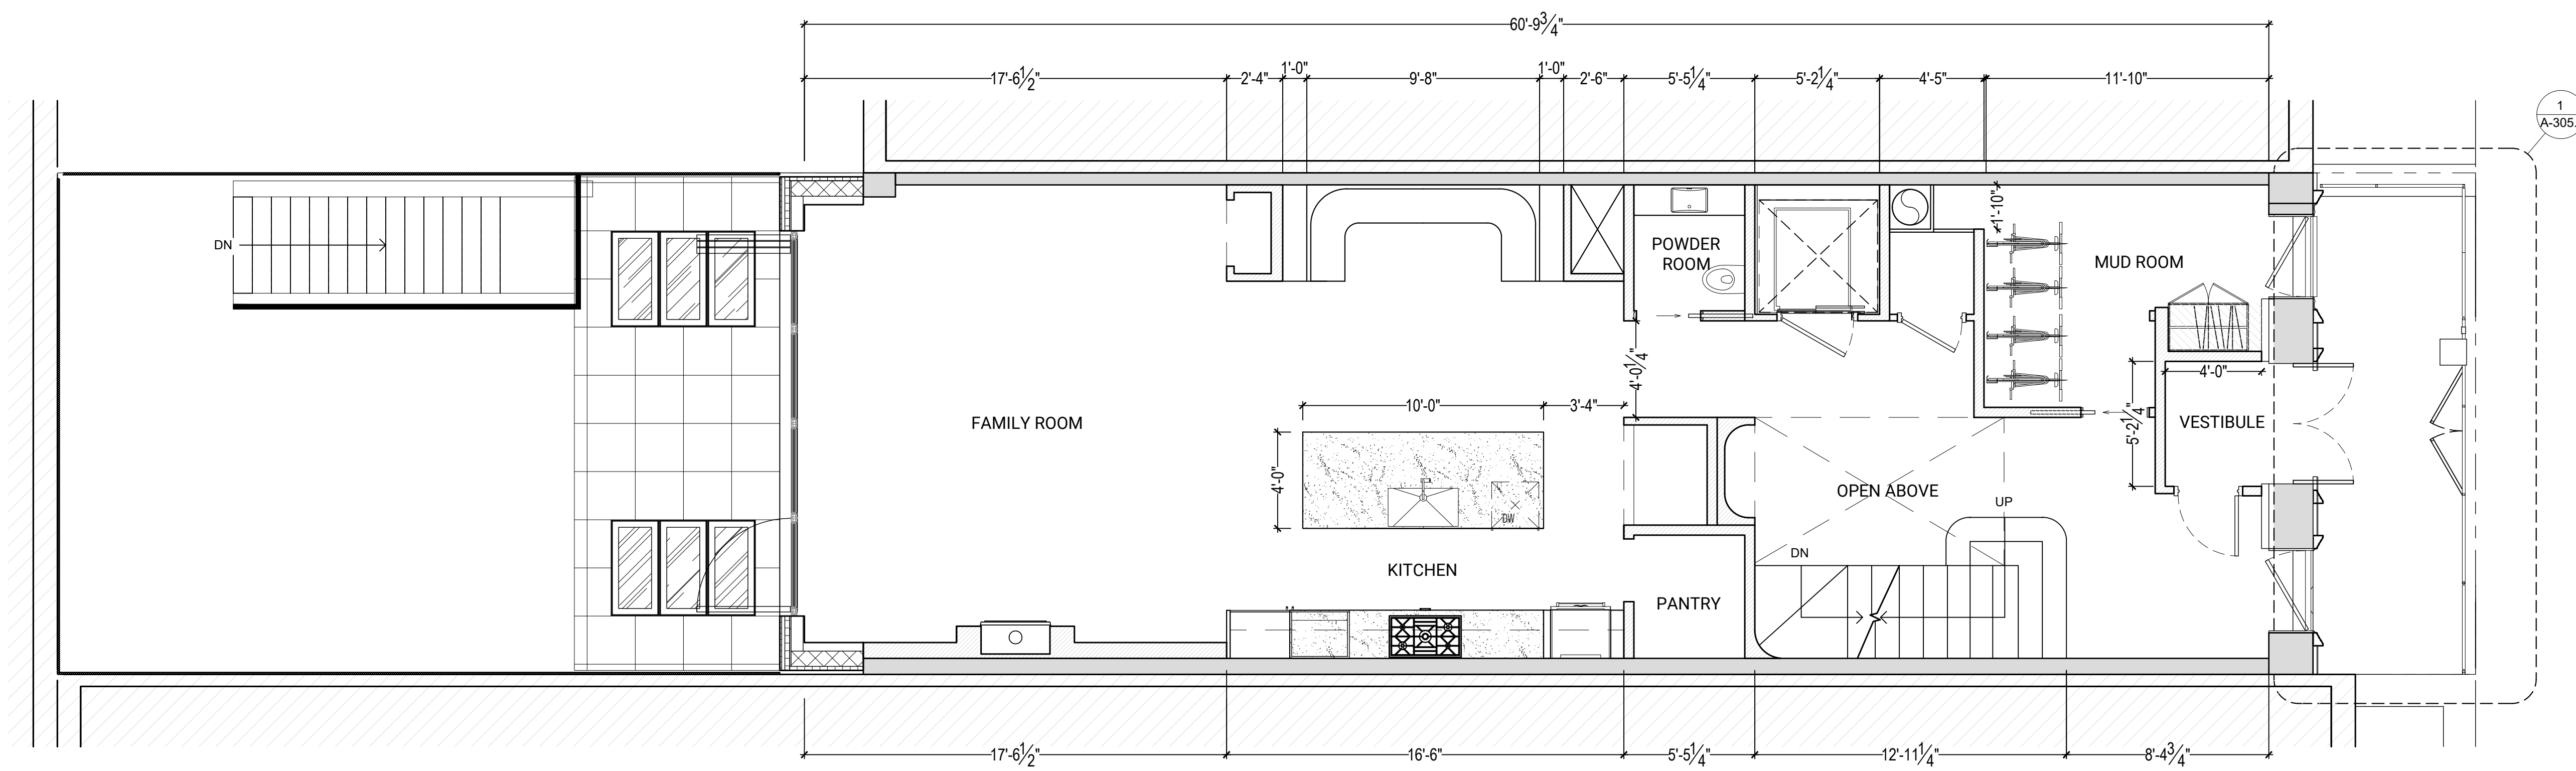 60'-9 3/4"
1'-0"
1'-0"
17'-6 1/2"
2'-4"
9'-8"
2'-6"
5'-5 1/4"
5'-2 1/4"
4'-5"
11'-10"
1
A-305.
1'-10"
DN
POWDER
ROOM
MUD ROOM
4'-0 1/4"
4'-0"
10'-0"
3'-4"
5'-2 1/4"
FAMILY ROOM
VESTIBULE
4'-0"
OPEN ABOVE
UP
DW
DN
KITCHEN
PANTRY
17'-6 1/2"
16'-6"
5'-5 1/4"
12'-11 1/4"
8'-4 3/4"